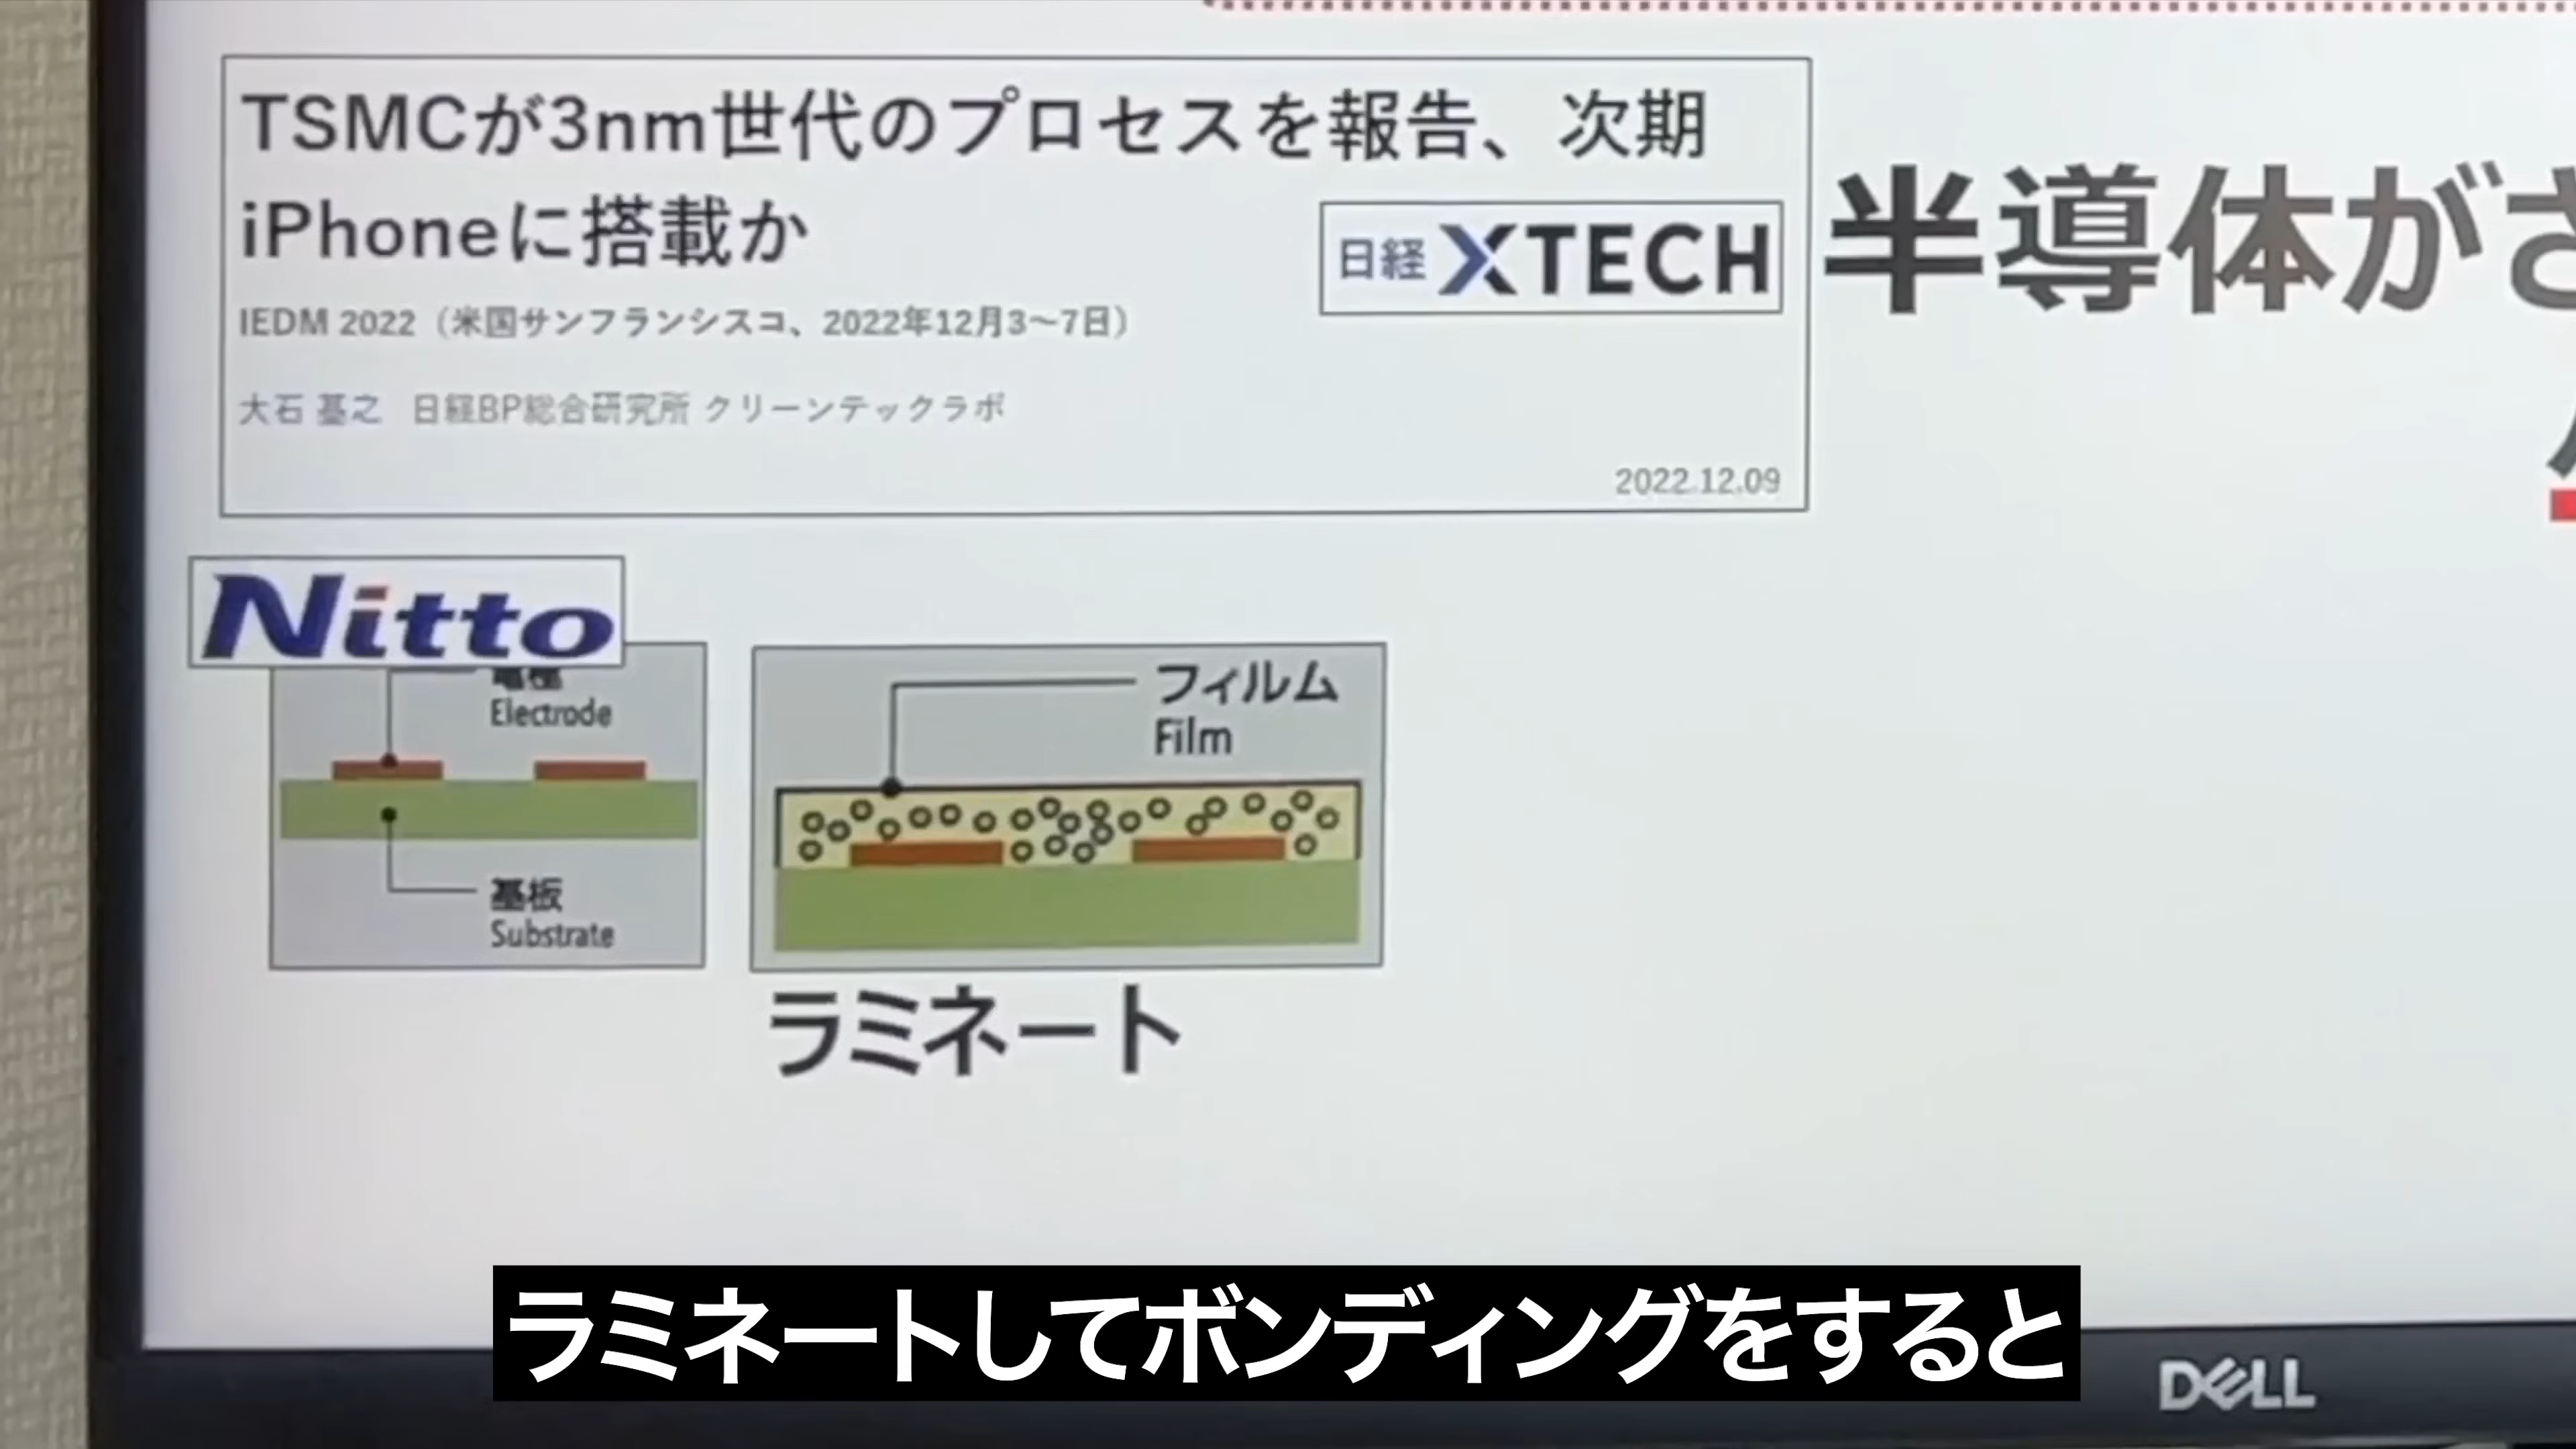 TSMCが3nm世代のプロセスを報告、次期
iPhoneに搭載か
日経 XTECH
IEDM 2022（米国サンフランシスコ、2022年12月3〜7日）
大石 基之 日経BP総合研究所 クリーンテックラボ
2022.12.09
半導体がさ
Nitto
電極
Electrode
基板
Substrate
フィルム
Film
ラミネート
ラミネートしてボンディングをすると
DELL